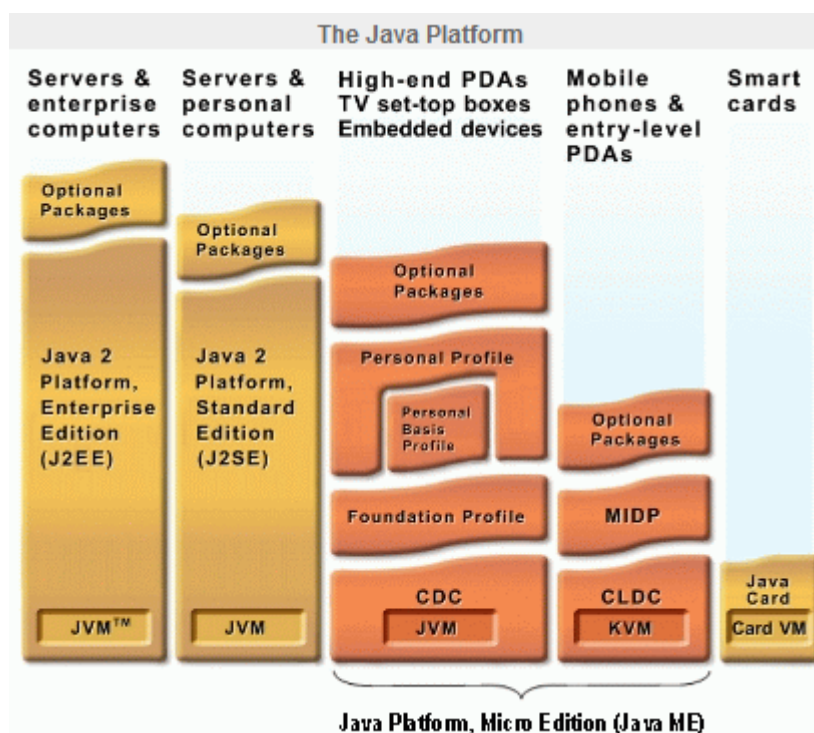 The Java Platform
Servers &
enterprise
computers
Servers &
personal
computers
High-end PDAs
TV set-top boxes
Embedded devices
Mobile
phones &
entry-level
PDAs
Smart
cards
Optional
Packages
Java 2
Platform,
Enterprise
Edition
(J2EE)
JVM™
Optional
Packages
Java 2
Platform,
Standard
Edition
(J2SE)
JVM
Optional
Packages
Personal Profile
Personal
Basis
Profile
Foundation Profile
CDC
JVM
Optional
Packages
MIDP
CLDC
KVM
Java
Card
Card VM
Java Platform, Micro Edition (Java ME)